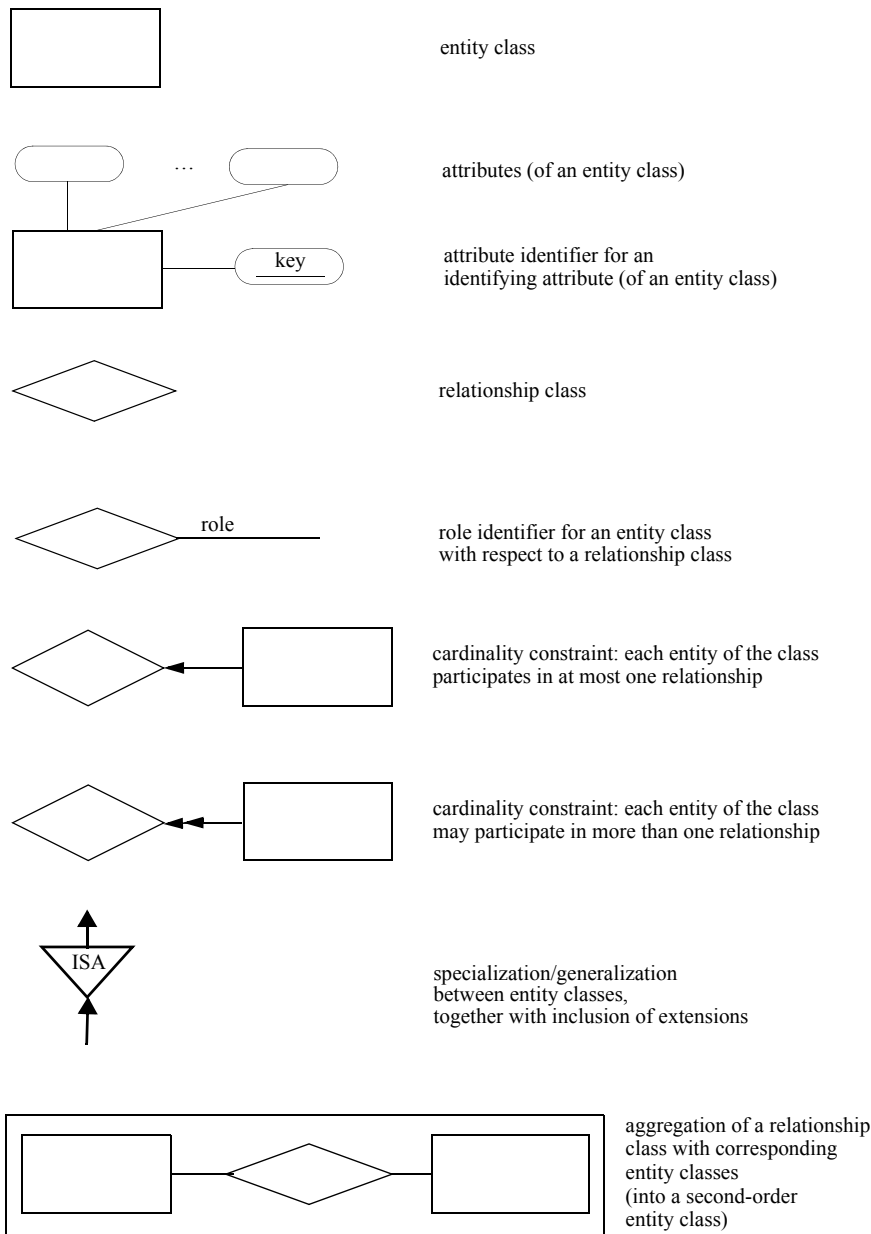 entity class
...
attributes (of an entity class)
key
attribute identifier for an
identifying attribute (of an entity class)
relationship class
role
role identifier for an entity class
with respect to a relationship class
cardinality constraint: each entity of the class
participates in at most one relationship
cardinality constraint: each entity of the class
may participate in more than one relationship
ISA
specialization/generalization
between entity classes,
together with inclusion of extensions
aggregation of a relationship
class with corresponding
entity classes
(into a second-order
entity class)